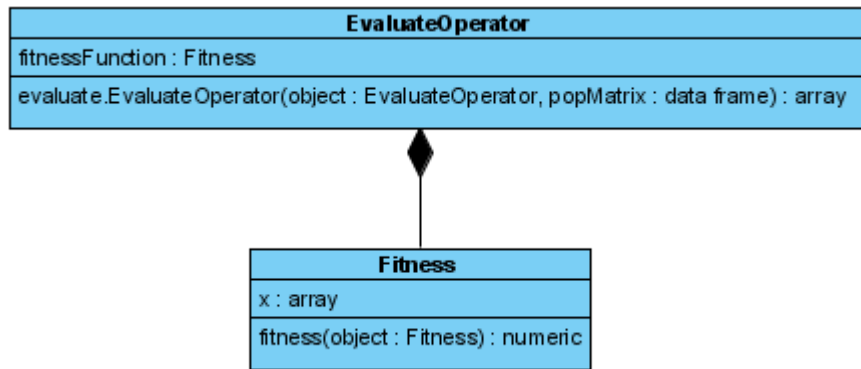 EvaluateOperator
fitnessFunction : Fitness
evaluate.EvaluateOperator(object : EvaluateOperator, popMatrix : data frame) : array
Fitness
x : array
fitness(object : Fitness) : numeric